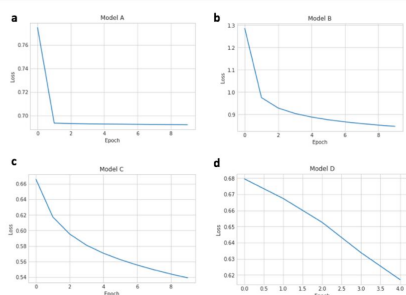 a
Model A
0.76
0.74
0.72
0.70
Loss
0 2 4 6 8
Epoch
b
Model B
1.3
1.2
1.1
1.0
0.9
Loss
0 2 4 6 8
Epoch
c
Model C
0.66
0.64
0.62
0.60
0.58
0.56
0.54
Loss
0 2 4 6 8
Epoch
d
Model D
0.68
0.67
0.66
0.65
0.64
0.63
0.62
Loss
0.0 0.5 1.0 1.5 2.0 2.5 3.0 3.5 4.0